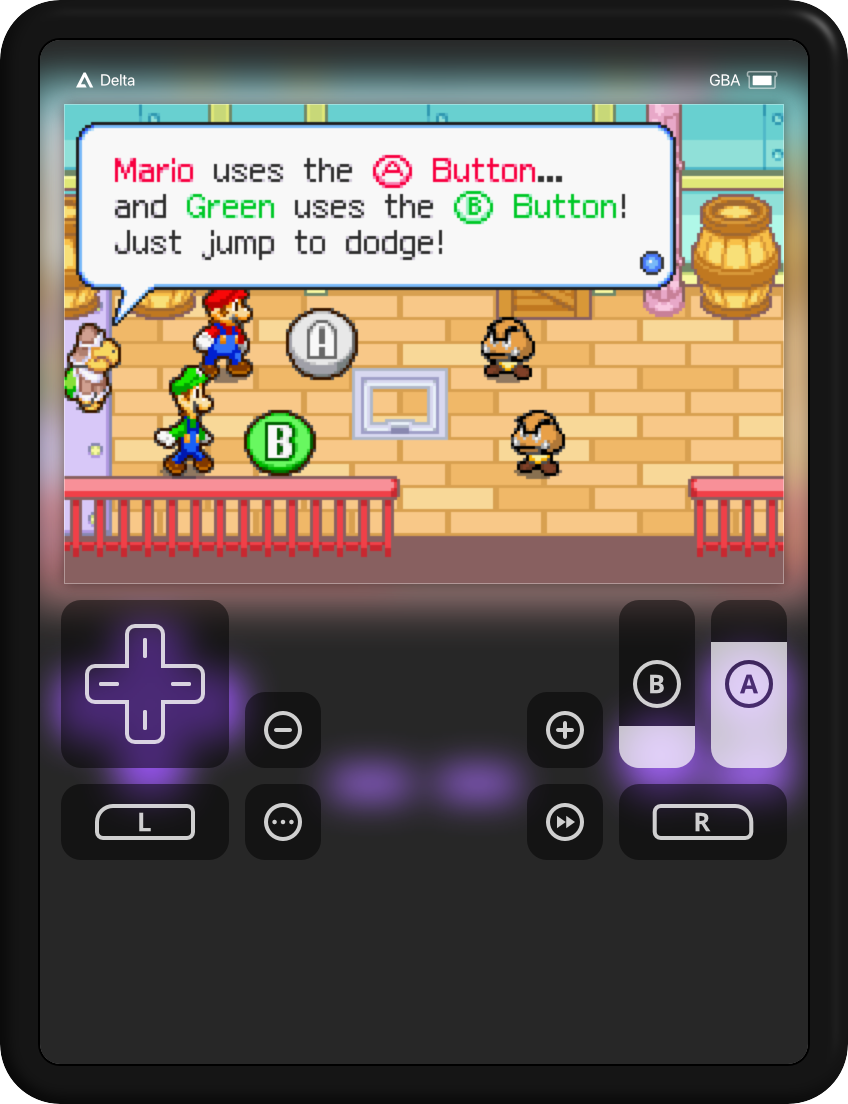 Delta
GBA
Mario uses the A Button...
and Green uses the B Button!
Just jump to dodge!
A
B
B
A
L
R